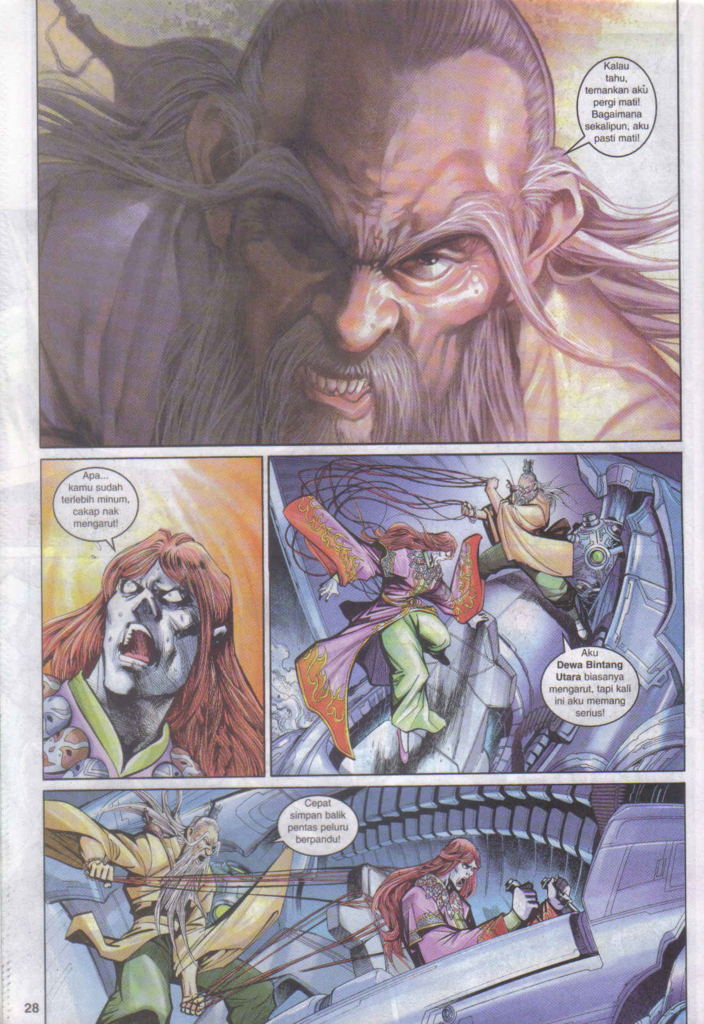 Kalau
tahu,
temankan aku
pergi mati!
Bagaimana
sekalipun, aku
pasti mati!
Apa...
kamu sudah
terlebih minum,
cakap nak
mengarut!
Aku
Dewa Bintang
Utara biasanya
mengarut, tapi kali
ini aku memang
serius!
Cepat
simpan balik
pentas peluru
berpandu!
28